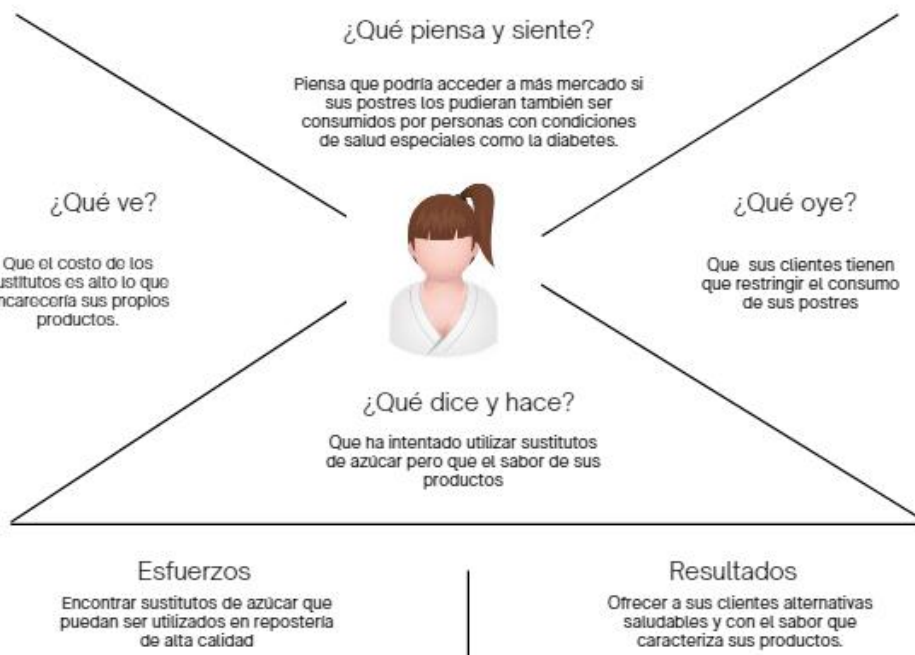 ¿Qué piensa y siente?
Piensa que podría acceder a más mercado si
sus postres los pudieran también ser
consumidos por personas con condiciones
de salud especiales como la diabetes.
¿Qué ve?
Que el costo de los
ustitutos es alto lo que
ncarecería sus propios
productos.
¿Qué oye?
Que sus clientes tienen
que restringir el consumo
de sus postres
¿Qué dice y hace?
Que ha intentado utilizar sustitutos
de azúcar pero que el sabor de sus
productos
Esfuerzos
Encontrar sustitutos de azúcar que
puedan ser utilizados en repostería
de alta calidad
Resultados
Ofrecer a sus clientes alternativas
saludables y con el sabor que
caracteriza sus productos.